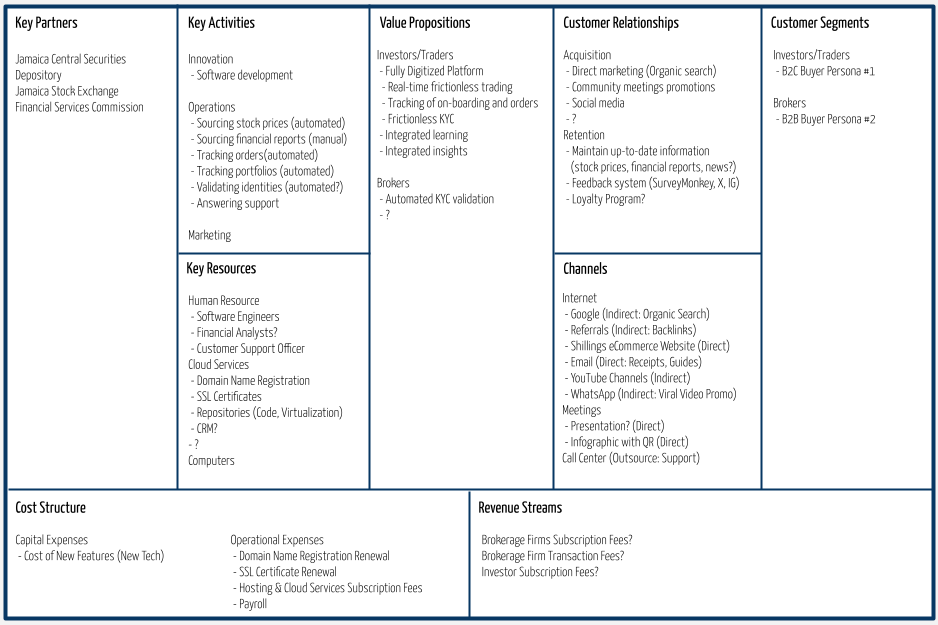 Key Partners
Jamaica Central Securities
Depository
Jamaica Stock Exchange
Financial Services Commission
Key Activities
Innovation
- Software development
Operations
- Sourcing stock prices (automated)
- Sourcing financial reports (manual)
- Tracking orders(automated)
- Tracking portfolios (automated)
- Validating identities (automated?)
- Answering support
Marketing
Key Resources
Human Resource
- Software Engineers
- Financial Analysts?
- Customer Support Officer
Cloud Services
- Domain Name Registration
- SSL Certificates
- Repositories (Code, Virtualization)
- CRM?
- ?
Computers
Value Propositions
Investors/Traders
- Fully Digitized Platform
- Real-time frictionless trading
- Tracking of on-boarding and orders
- Frictionless KYC
- Integrated learning
- Integrated insights
Brokers
- Automated KYC validation
- ?
Customer Relationships
Acquisition
- Direct marketing (Organic search)
- Community meetings promotions
- Social media
- ?
Retention
- Maintain up-to-date information
(stock prices, financial reports, news?)
- Feedback system (SurveyMonkey, X, IG)
- Loyalty Program?
Channels
Internet
- Google (Indirect: Organic Search)
- Referrals (Indirect: Backlinks)
- Shillings eCommerce Website (Direct)
- Email (Direct: Receipts, Guides)
- YouTube Channels (Indirect)
- WhatsApp (Indirect: Viral Video Promo)
Meetings
- Presentation? (Direct)
- Infographic with QR (Direct)
Call Center (Outsource: Support)
Customer Segments
Investors/Traders
- B2C Buyer Persona #1
Brokers
- B2B Buyer Persona #2
Cost Structure
Capital Expenses
- Cost of New Features (New Tech)
Operational Expenses
- Domain Name Registration Renewal
- SSL Certificate Renewal
- Hosting & Cloud Services Subscription Fees
- Payroll
Revenue Streams
Brokerage Firms Subscription Fees?
Brokerage Firm Transaction Fees?
Investor Subscription Fees?